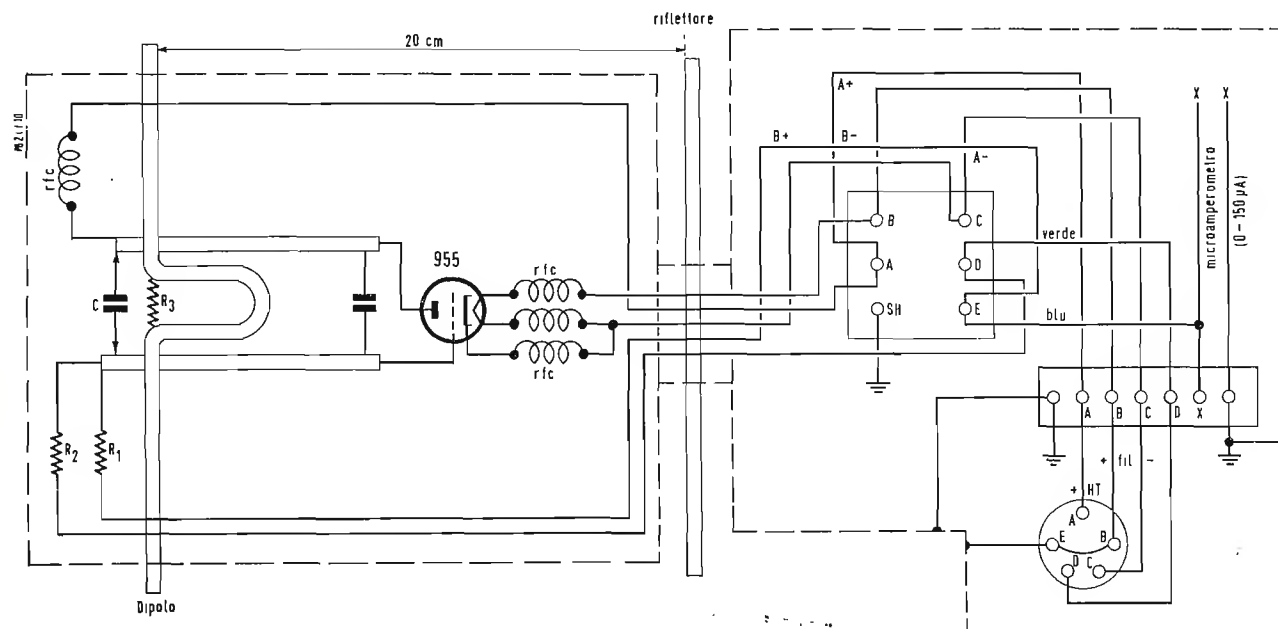 riflettore
20 cm
A+
B+
B-
A-
X
X
microamperometro
(0-150 µA)
rfc
955
rfc
rfc
C
R3
R2
R1
B
C
A
D
SH
E
verde
blu
A
B
C
D
X
+ fil -
+ HT
A
E
B
D
C
Dipolo